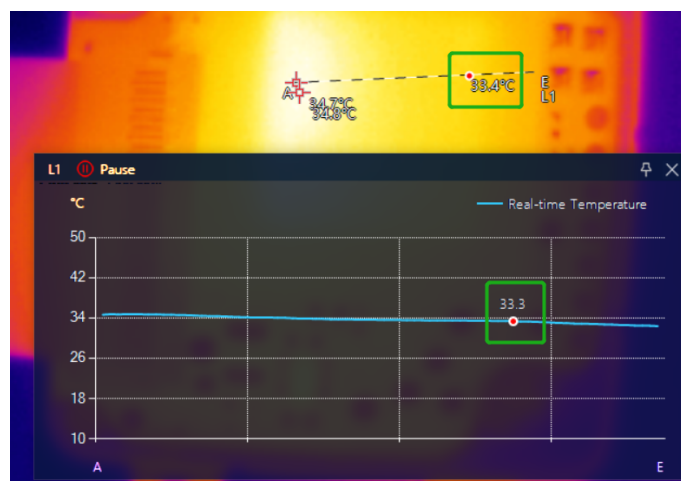 33.4°C
E
L1
A
34.7°C
34.8°C
L1 Pause
°C
Real-time Temperature
50
42
34
33.3
26
18
10
A E